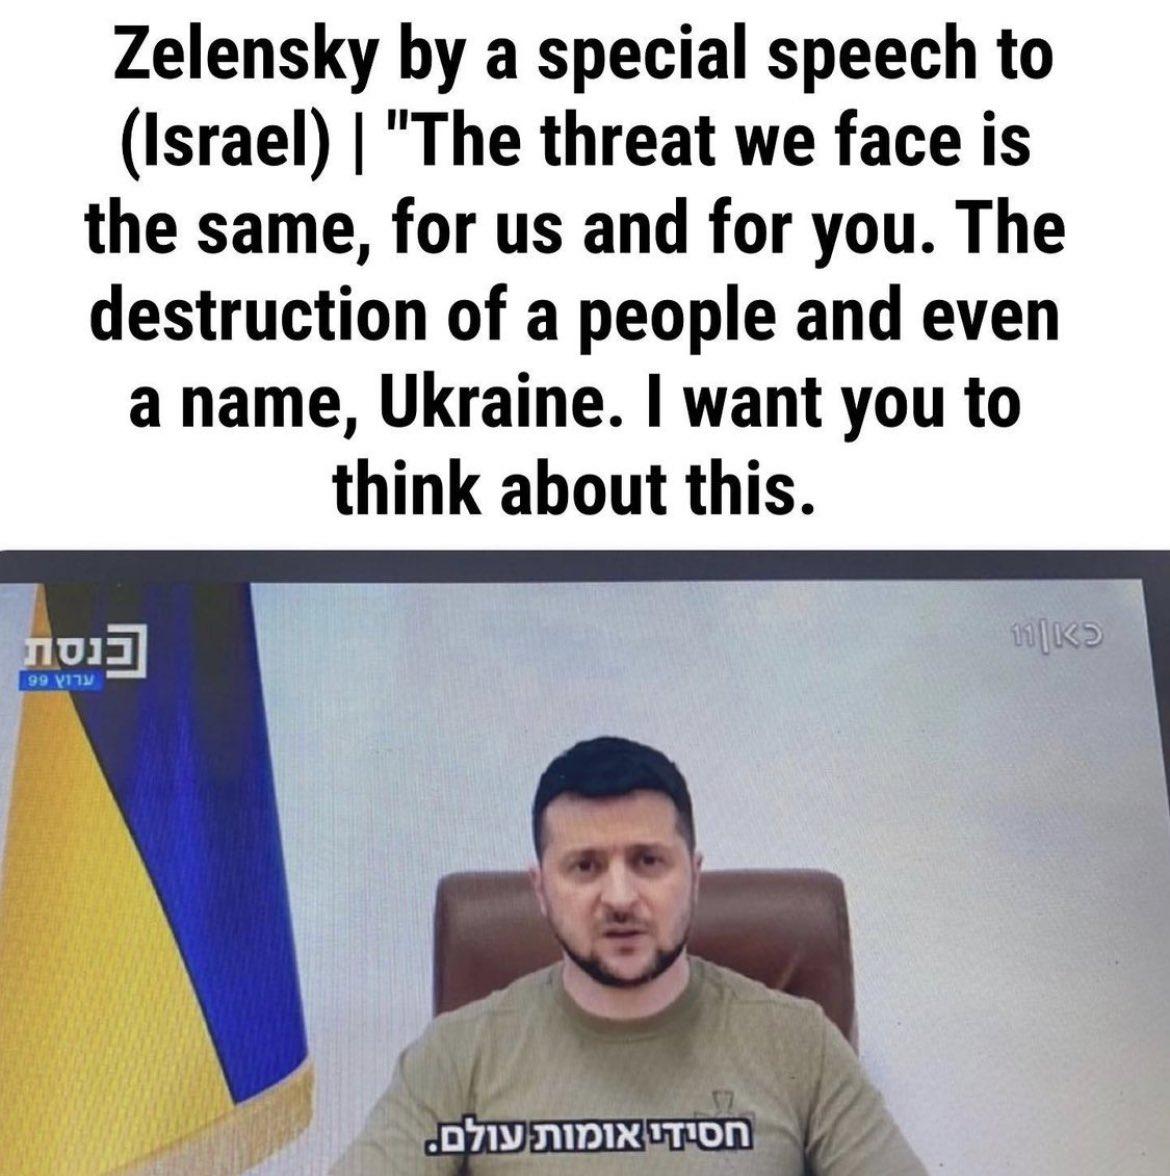 Zelensky by a special speech to
(Israel) | "The threat we face is
the same, for us and for you. The
destruction of a people and even
a name, Ukraine. I want you to
think about this.
כנסת
ערוץ 99
כאן|11
חסידי אומות עולם.